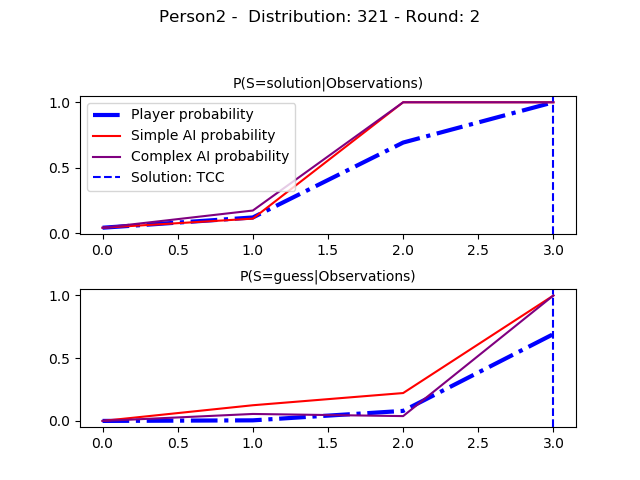 Person2 -  Distribution: 321 - Round: 2
P(S=solution|Observations)
1.0
0.5
0.0
Player probability
Simple AI probability
Complex AI probability
Solution: TCC
0.0 0.5 1.0 1.5 2.0 2.5 3.0
P(S=guess|Observations)
1.0
0.5
0.0
0.0 0.5 1.0 1.5 2.0 2.5 3.0